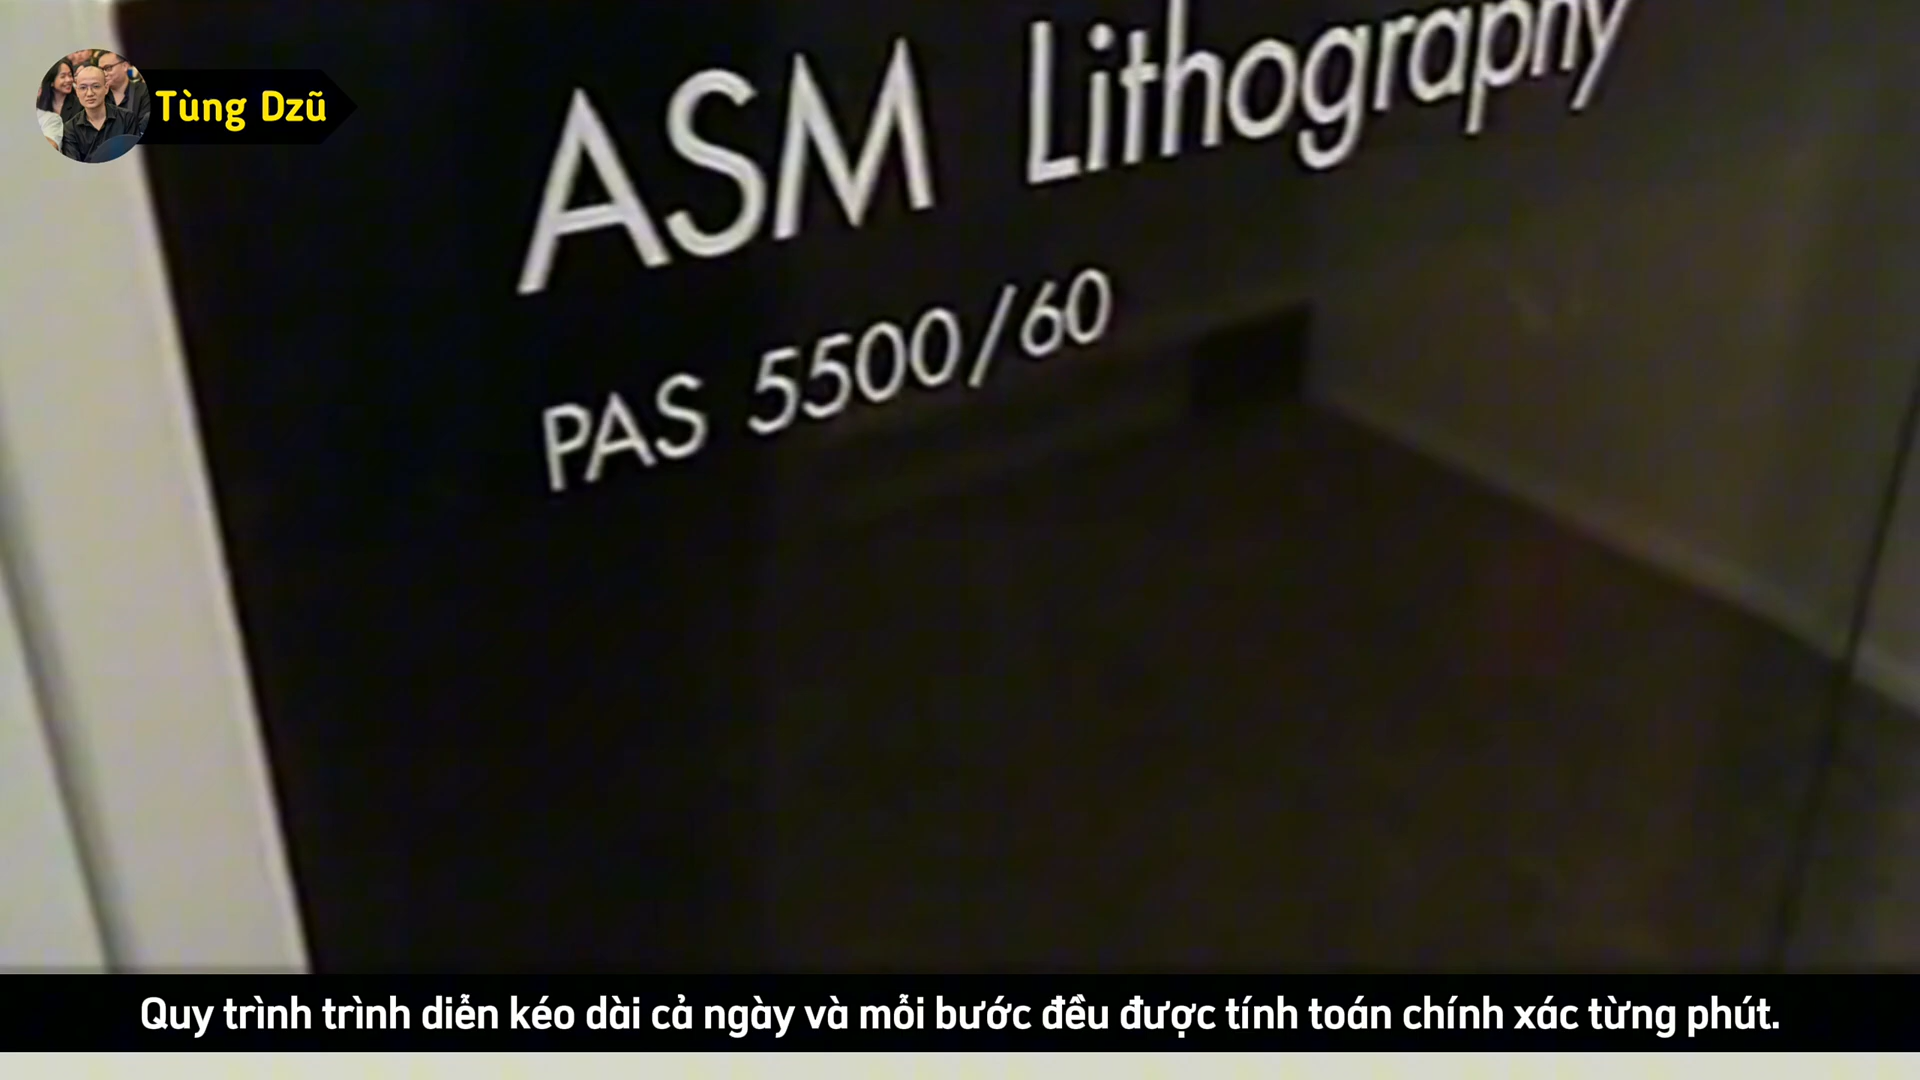 Tùng Dzũ
ASM Lithography
PAS 5500/60
Quy trình trình diễn kéo dài cả ngày và mỗi bước đều được tính toán chính xác từng phút.